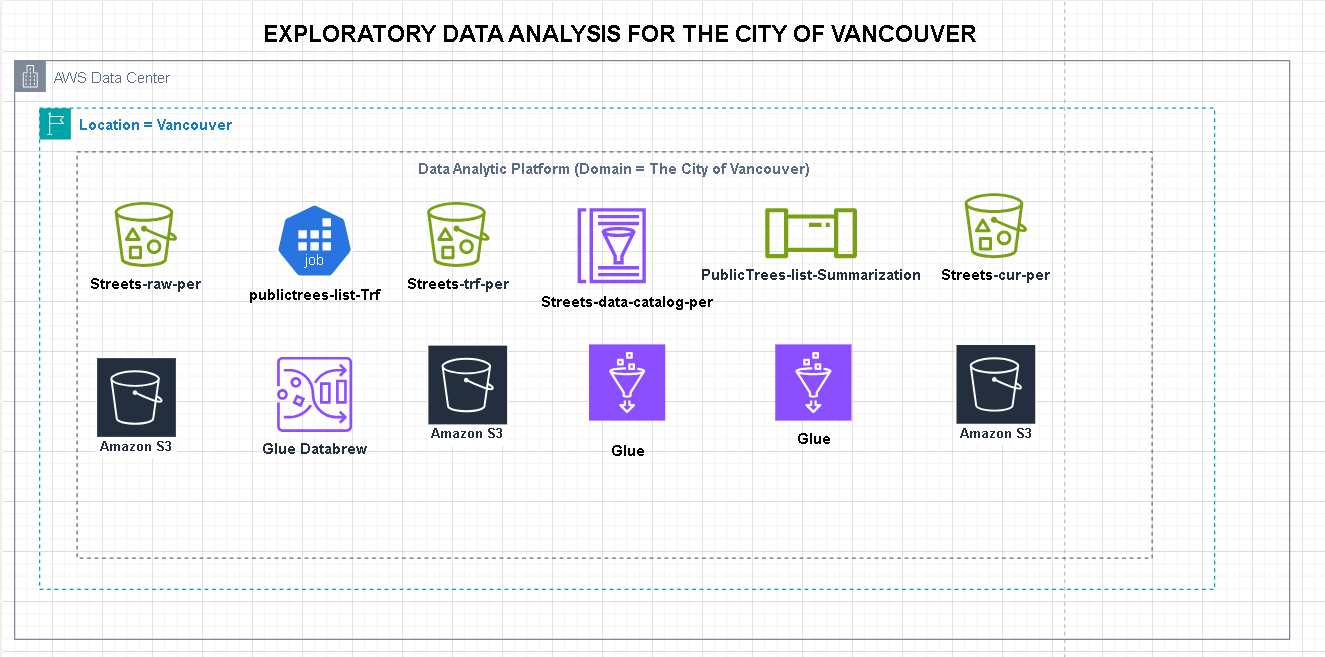 EXPLORATORY DATA ANALYSIS FOR THE CITY OF VANCOUVER
AWS Data Center
Location = Vancouver
Data Analytic Platform (Domain = The City of Vancouver)
job
Streets-raw-per
publictrees-list-Trf
Streets-trf-per
Streets-data-catalog-per
PublicTrees-list-Summarization
Streets-cur-per
Amazon S3
Glue Databrew
Amazon S3
Glue
Glue
Amazon S3